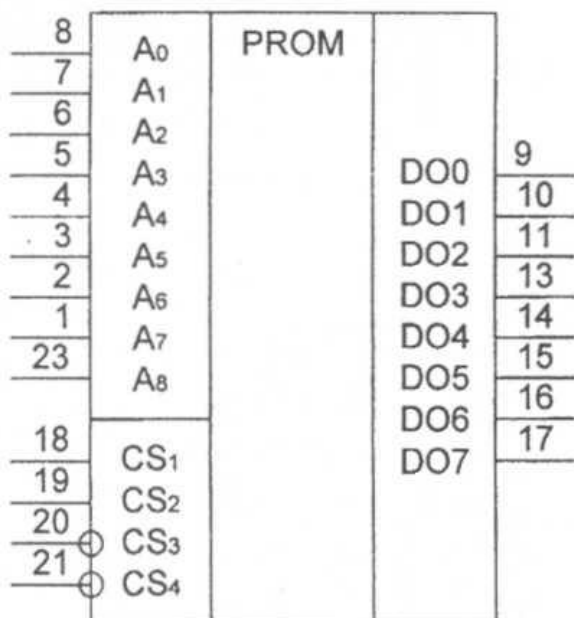 8 A0 PROM
7 A1
6 A2
5 A3 DO0 9
4 A4 DO1 10
3 A5 DO2 11
2 A6 DO3 13
1 A7 DO4 14
23 A8 DO5 15
DO6 16
18 CS1 DO7 17
19 CS2
20 CS3
21 CS4